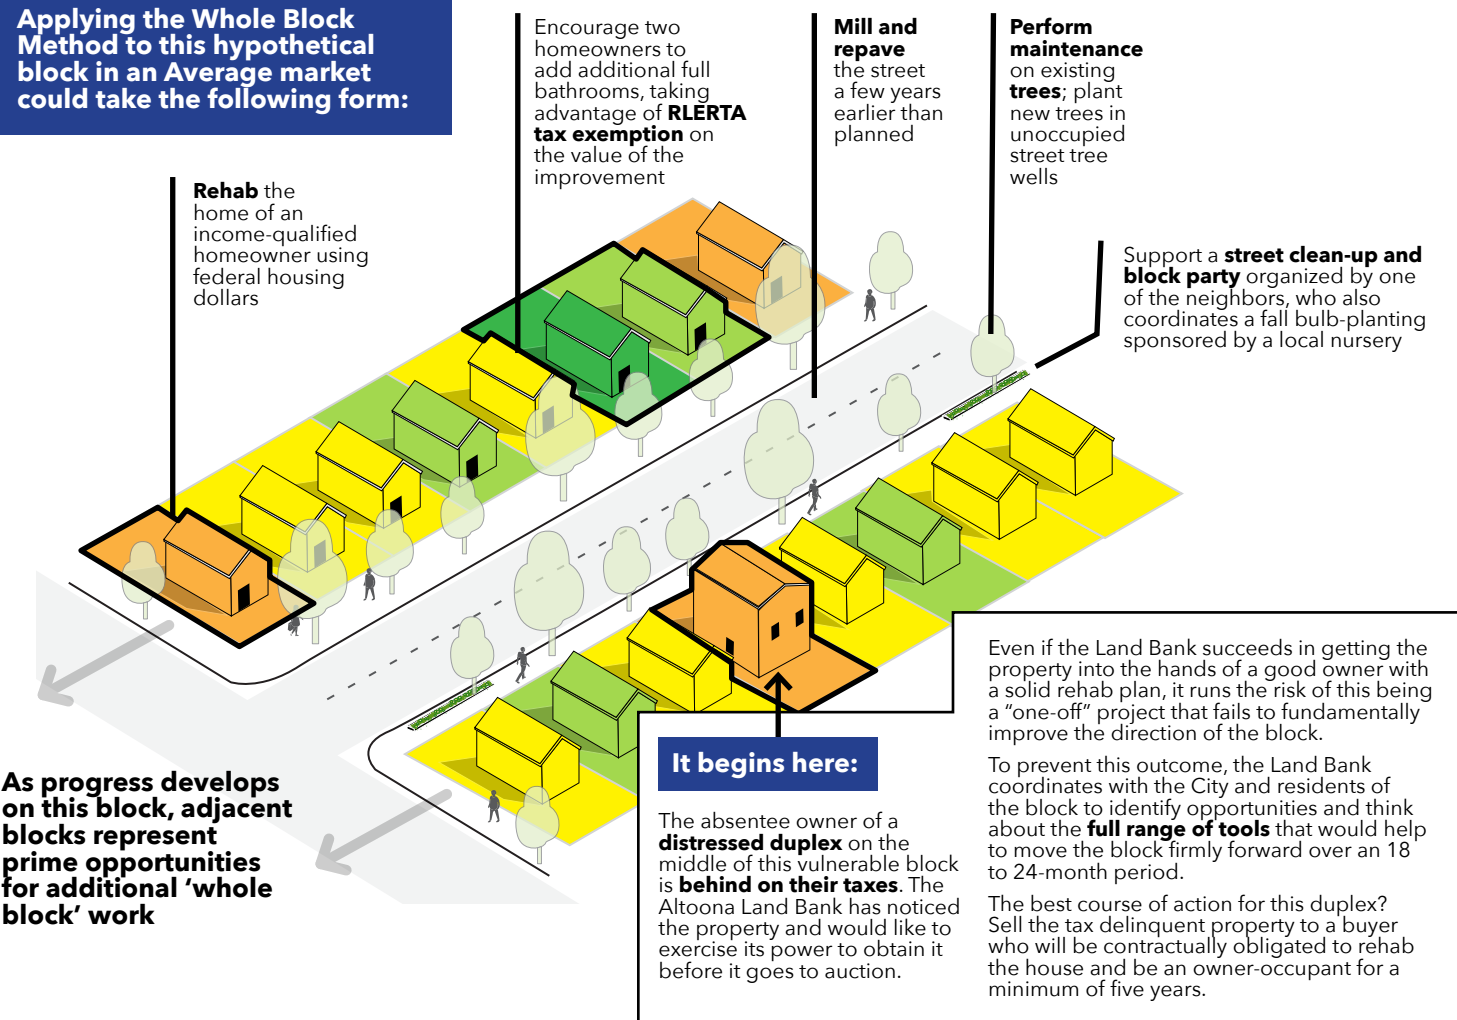 Applying the Whole Block
Method to this hypothetical
block in an Average market
could take the following form:
Rehab the
home of an
income-qualified
homeowner using
federal housing
dollars
Encourage two
homeowners to
add additional full
bathrooms, taking
advantage of RLERTA
tax exemption on
the value of the
improvement
Mill and
repave
the street
a few years
earlier than
planned
Perform
maintenance
on existing
trees; plant
new trees in
unoccupied
street tree
wells
Support a street clean-up and
block party organized by one
of the neighbors, who also
coordinates a fall bulb-planting
sponsored by a local nursery
As progress develops
on this block, adjacent
blocks represent
prime opportunities
for additional ‘whole
block’ work
It begins here:
The absentee owner of a
distressed duplex on the
middle of this vulnerable block
is behind on their taxes. The
Altoona Land Bank has noticed
the property and would like to
exercise its power to obtain it
before it goes to auction.
Even if the Land Bank succeeds in getting the
property into the hands of a good owner with
a solid rehab plan, it runs the risk of this being
a “one-off” project that fails to fundamentally
improve the direction of the block.
To prevent this outcome, the Land Bank
coordinates with the City and residents of
the block to identify opportunities and think
about the full range of tools that would help
to move the block firmly forward over an 18
to 24-month period.
The best course of action for this duplex?
Sell the tax delinquent property to a buyer
who will be contractually obligated to rehab
the house and be an owner-occupant for a
minimum of five years.